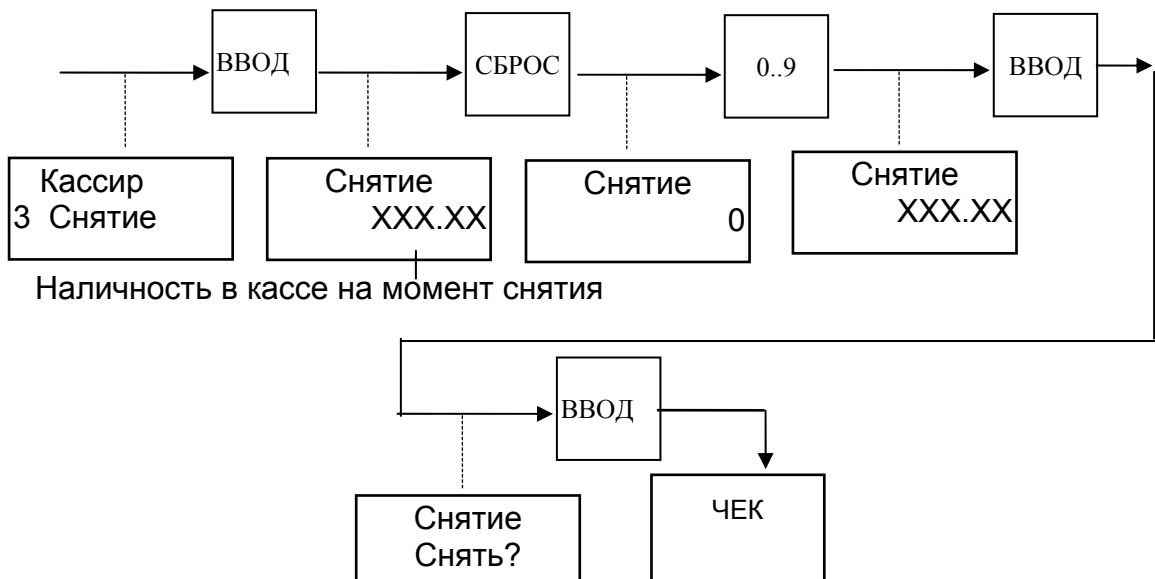 ВВОД
СБРОС
0..9
ВВОД
Кассир
3 Снятие
Снятие
XXX.XX
Снятие
0
Снятие
XXX.XX
Наличность в кассе на момент снятия
ВВОД
Снятие
Снять?
ЧЕК